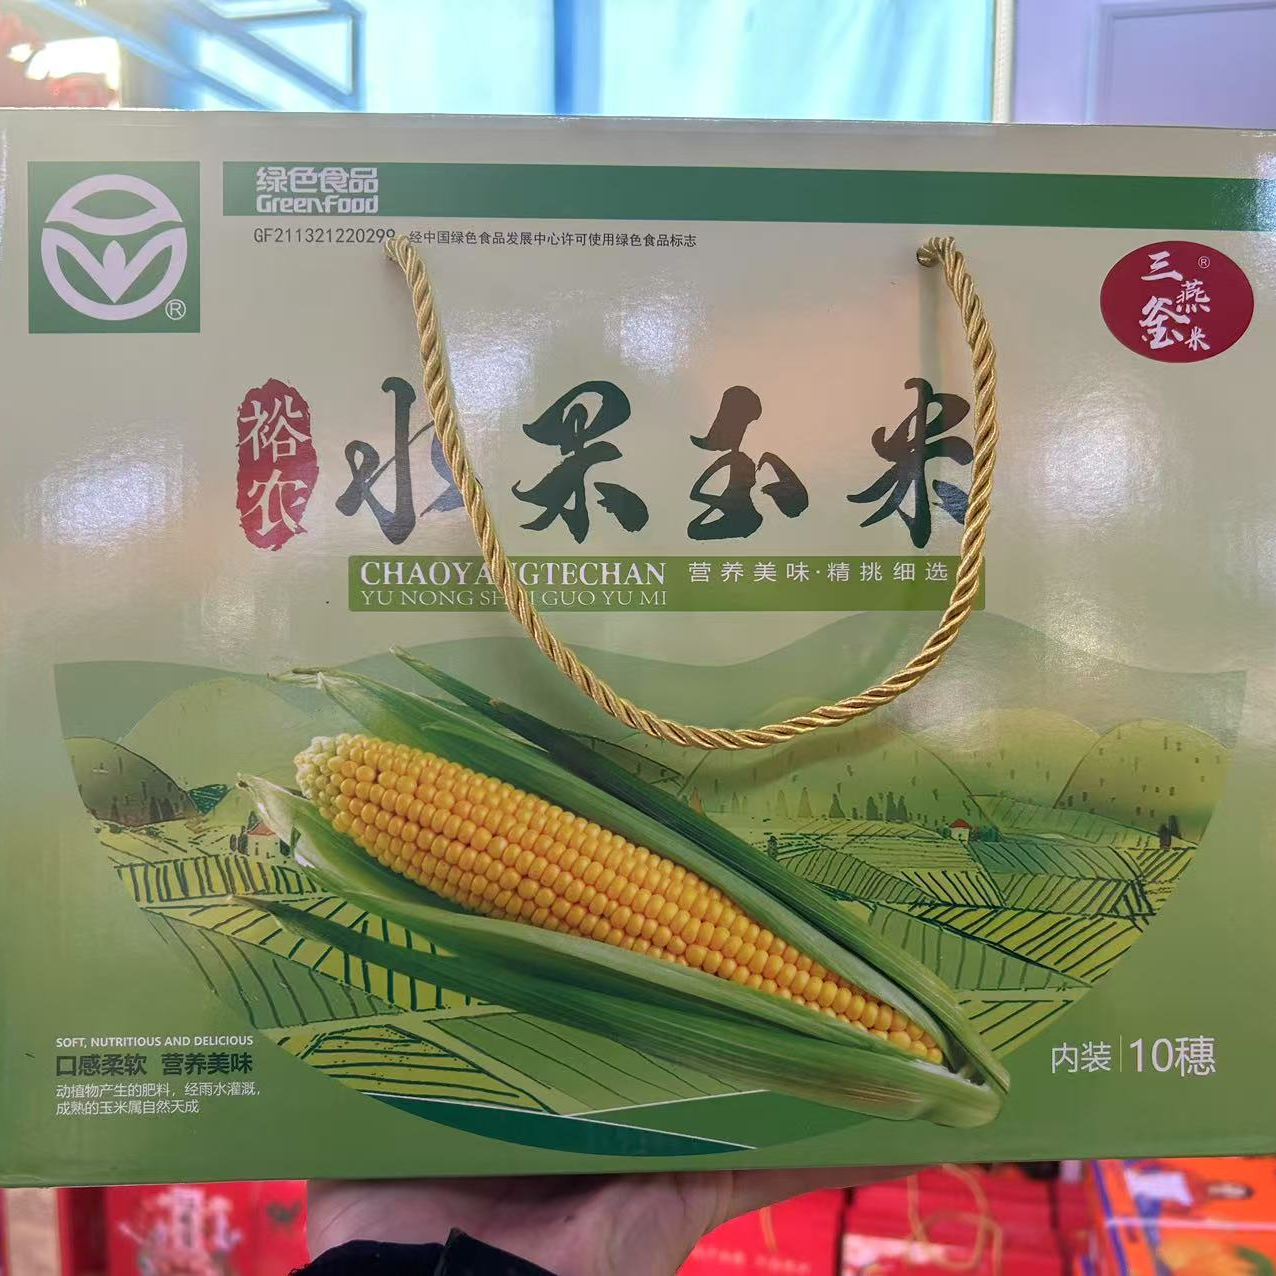 绿色食品
GreenFood
GF211321220299 经中国绿色食品发展中心许可使用绿色食品标志
®
三燕 ®
玺米
裕农
水果玉米
CHAOYANGTECHAN 营养美味·精挑细选
YU NONG SHUI GUO YU MI
SOFT, NUTRITIOUS AND DELICIOUS
口感柔软 营养美味
动植物产生的肥料，经雨水灌溉，
成熟的玉米属自然天成
内装 10穗